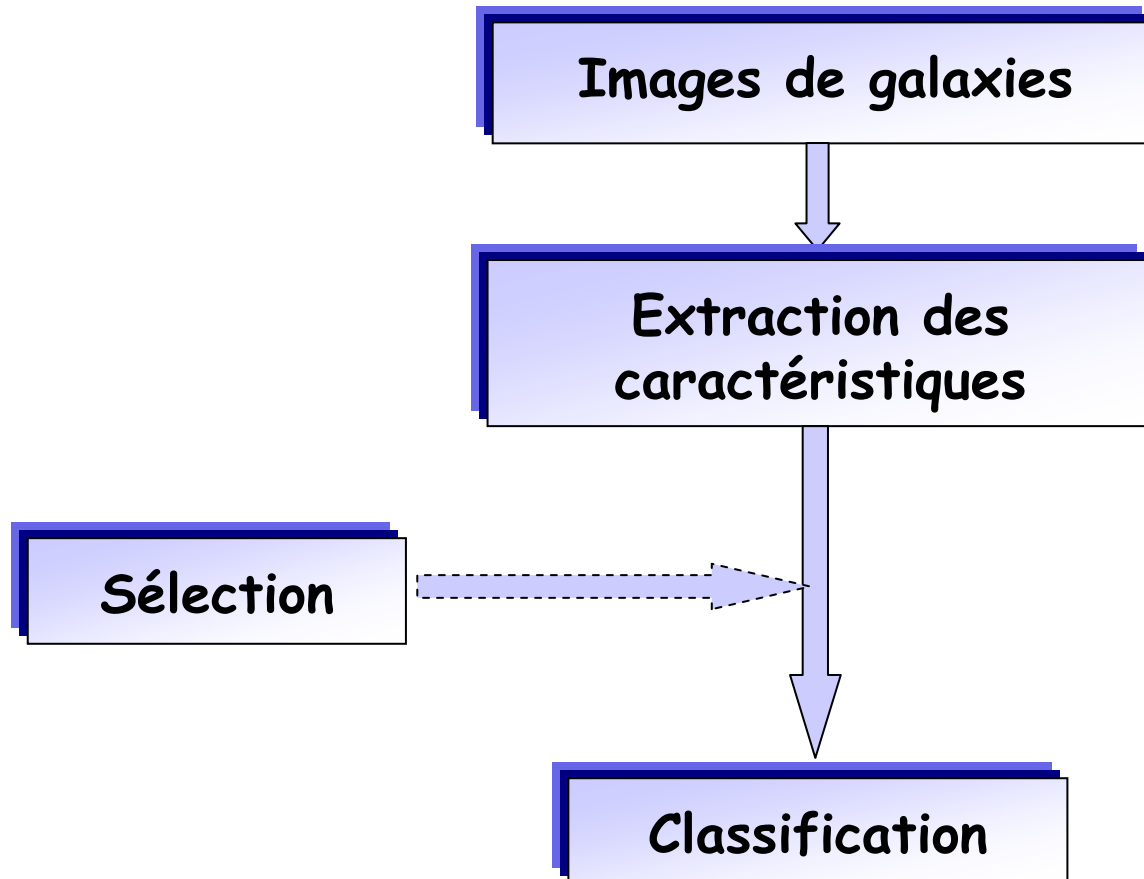 Images de galaxies
Extraction des
caractéristiques
Sélection
Classification